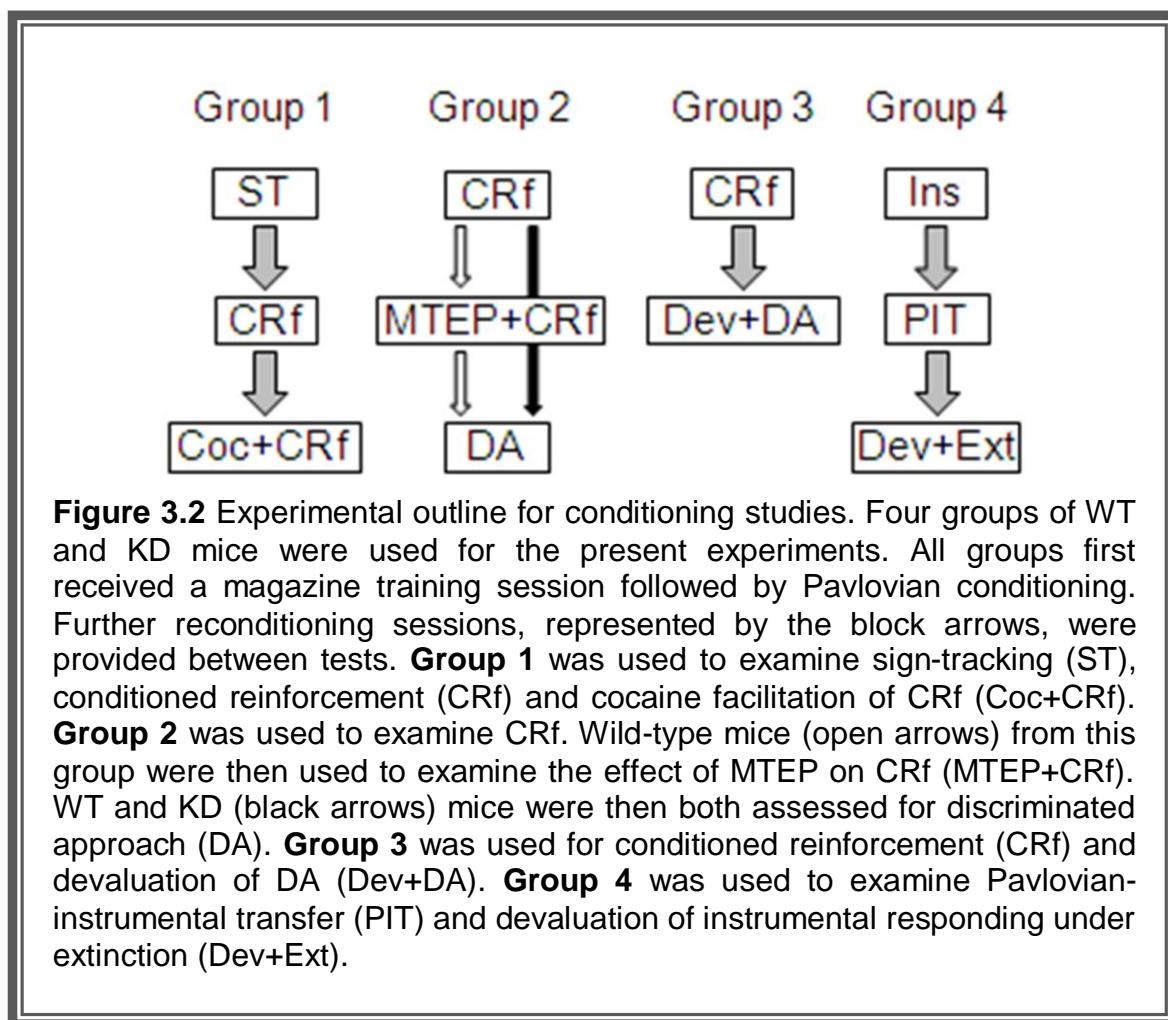 Group 1 Group 2 Group 3 Group 4
ST CRf CRf Ins
CRf MTEP+CRf Dev+DA PIT
Coc+CRf DA Dev+Ext
Figure 3.2 Experimental outline for conditioning studies. Four groups of WT
and KD mice were used for the present experiments. All groups first
received a magazine training session followed by Pavlovian conditioning.
Further reconditioning sessions, represented by the block arrows, were
provided between tests. Group 1 was used to examine sign-tracking (ST),
conditioned reinforcement (CRf) and cocaine facilitation of CRf (Coc+CRf).
Group 2 was used to examine CRf. Wild-type mice (open arrows) from this
group were then used to examine the effect of MTEP on CRf (MTEP+CRf).
WT and KD (black arrows) mice were then both assessed for discriminated
approach (DA). Group 3 was used for conditioned reinforcement (CRf) and
devaluation of DA (Dev+DA). Group 4 was used to examine Pavlovian-
instrumental transfer (PIT) and devaluation of instrumental responding under
extinction (Dev+Ext).